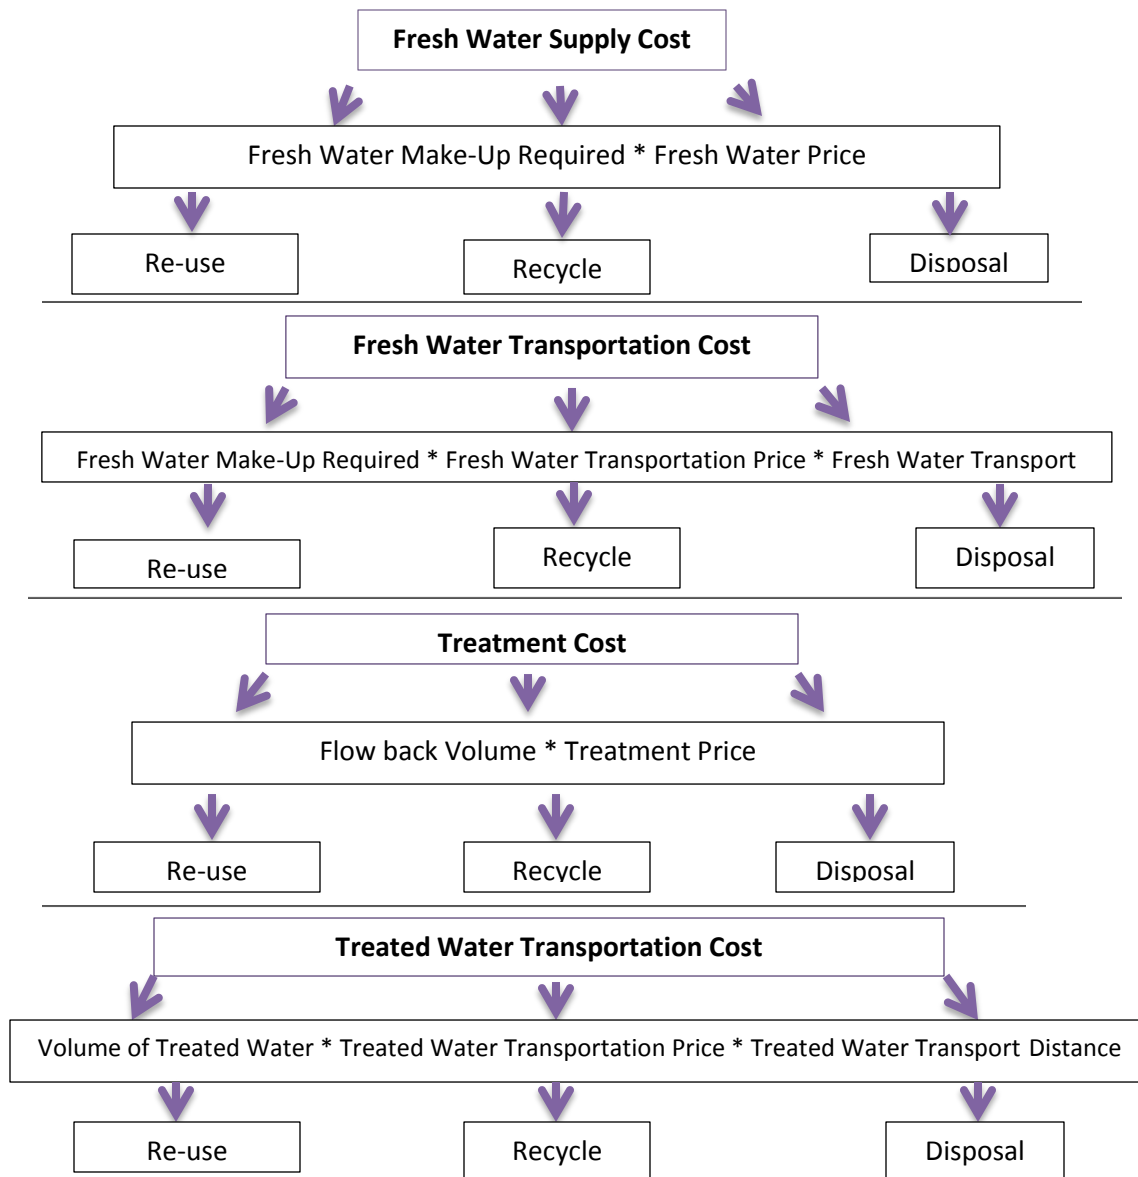 Fresh Water Supply Cost
Fresh Water Make-Up Required * Fresh Water Price
Re-use
Recycle
Disposal
Fresh Water Transportation Cost
Fresh Water Make-Up Required * Fresh Water Transportation Price * Fresh Water Transport
Re-use
Recycle
Disposal
Treatment Cost
Flow back Volume * Treatment Price
Re-use
Recycle
Disposal
Treated Water Transportation Cost
Volume of Treated Water * Treated Water Transportation Price * Treated Water Transport Distance
Re-use
Recycle
Disposal